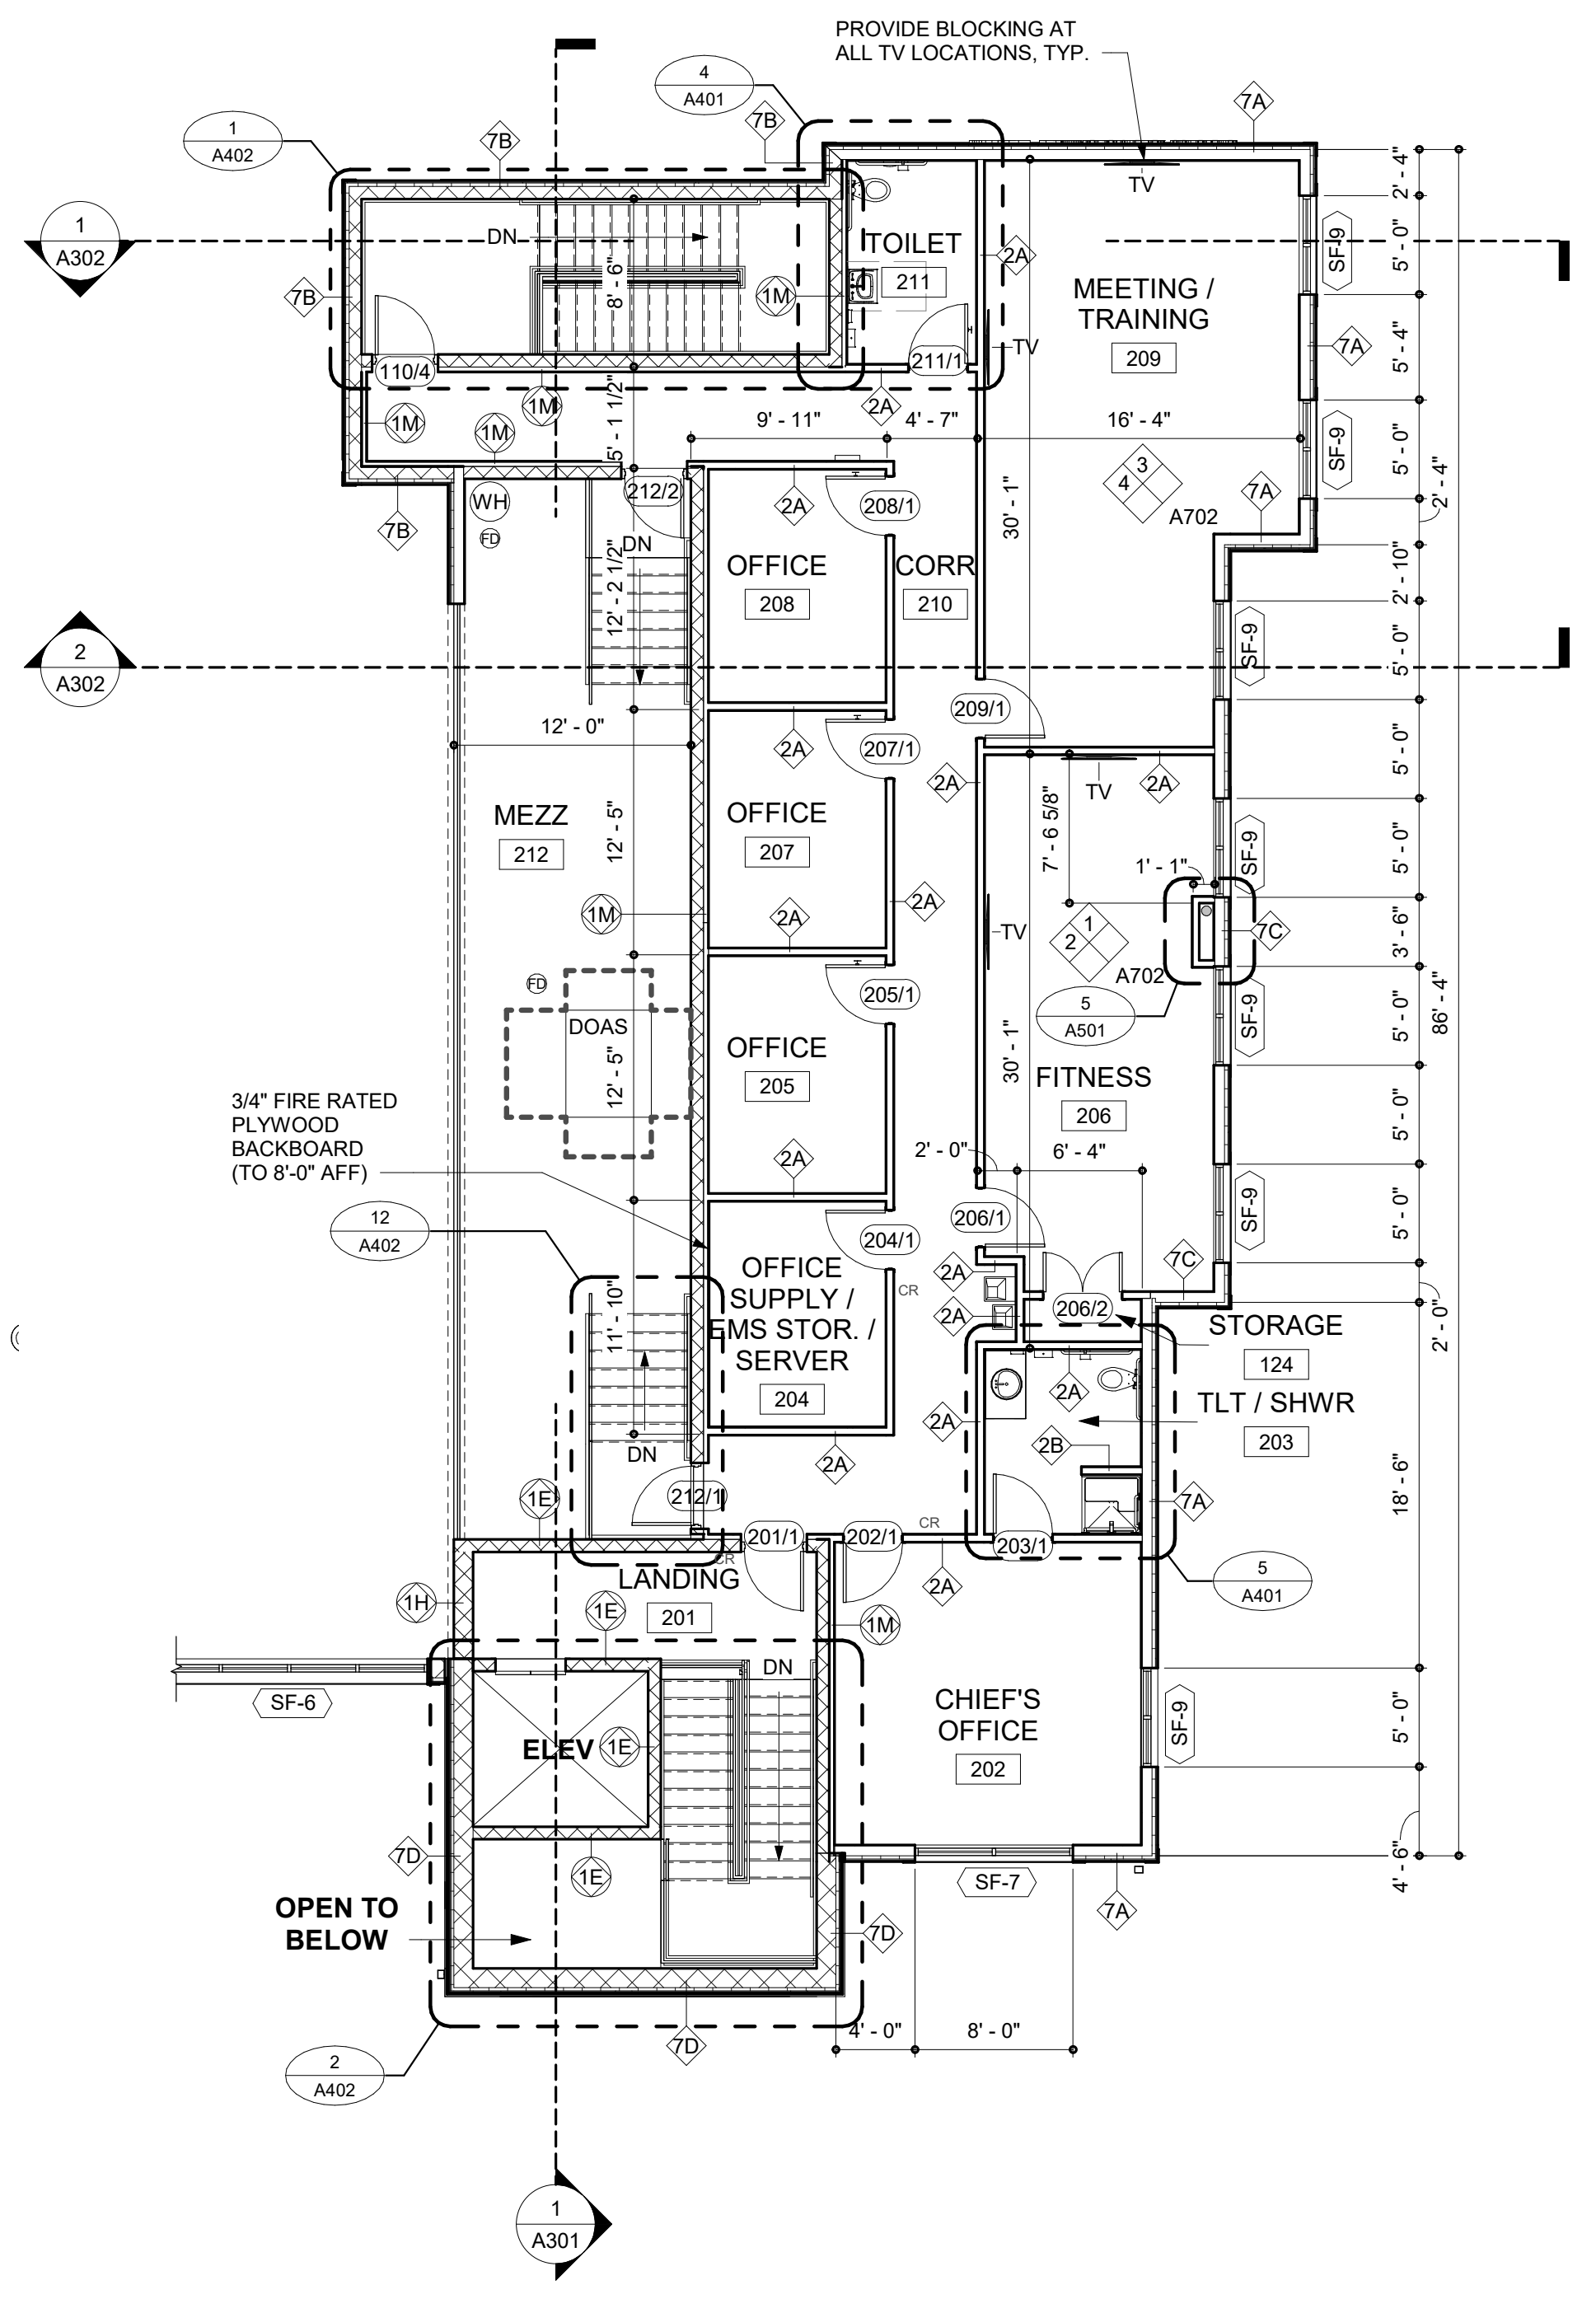 PROVIDE BLOCKING AT
ALL TV LOCATIONS, TYP.
4
A401
1
A402
7B
7B
7A
2' - 4"
TV
1
A302
DN
TOILET
211
2A
SF-9
5' - 0"
7B
8' - 6"
1M
MEETING /
TRAINING
209
TV
7A
5' - 4"
110/4
211/1
1M
1M
1M
5' - 1 1/2"
2A
9' - 11"
4' - 7"
16' - 4"
SF-9
5' - 0"
2' - 4"
212/2
WH
FD
7B
2A
208/1
30' - 1"
3
4
A702
7A
DN
12' - 2 1/2"
OFFICE
208
CORR
210
2' - 10"
2
A302
SF-9
5' - 0"
209/1
12' - 0"
2A
207/1
2A
TV
2A
5' - 0"
MEZZ
212
12' - 5"
OFFICE
207
7' - 6 5/8"
1' - 1"
SF-9
5' - 0"
1M
2A
2A
TV
1
2
A702
7C
3' - 6"
FD
205/1
5
A501
SF-9
5' - 0"
86' - 4"
DOAS
12' - 5"
OFFICE
205
30' - 1"
FITNESS
206
5' - 0"
3/4" FIRE RATED
PLYWOOD
BACKBOARD
(TO 8'-0" AFF)
2A
2' - 0"
6' - 4"
12
A402
204/1
206/1
SF-9
5' - 0"
OFFICE
SUPPLY /
EMS STOR. /
SERVER
204
CR
2A
2A
7C
206/2
11' - 10"
STORAGE
124
2' - 0"
2A
2A
TLT / SHWR
203
DN
2A
2B
212/1
1E
7A
18' - 6"
201/1
202/1
CR
203/1
CR
LANDING
201
2A
5
A401
1H
1E
1M
DN
SF-6
CHIEF'S
OFFICE
202
SF-9
5' - 0"
ELEV
1E
7D
1E
SF-7
4' - 6"
OPEN TO
BELOW
7D
7A
7D
4' - 0"
8' - 0"
2
A402
1
A301